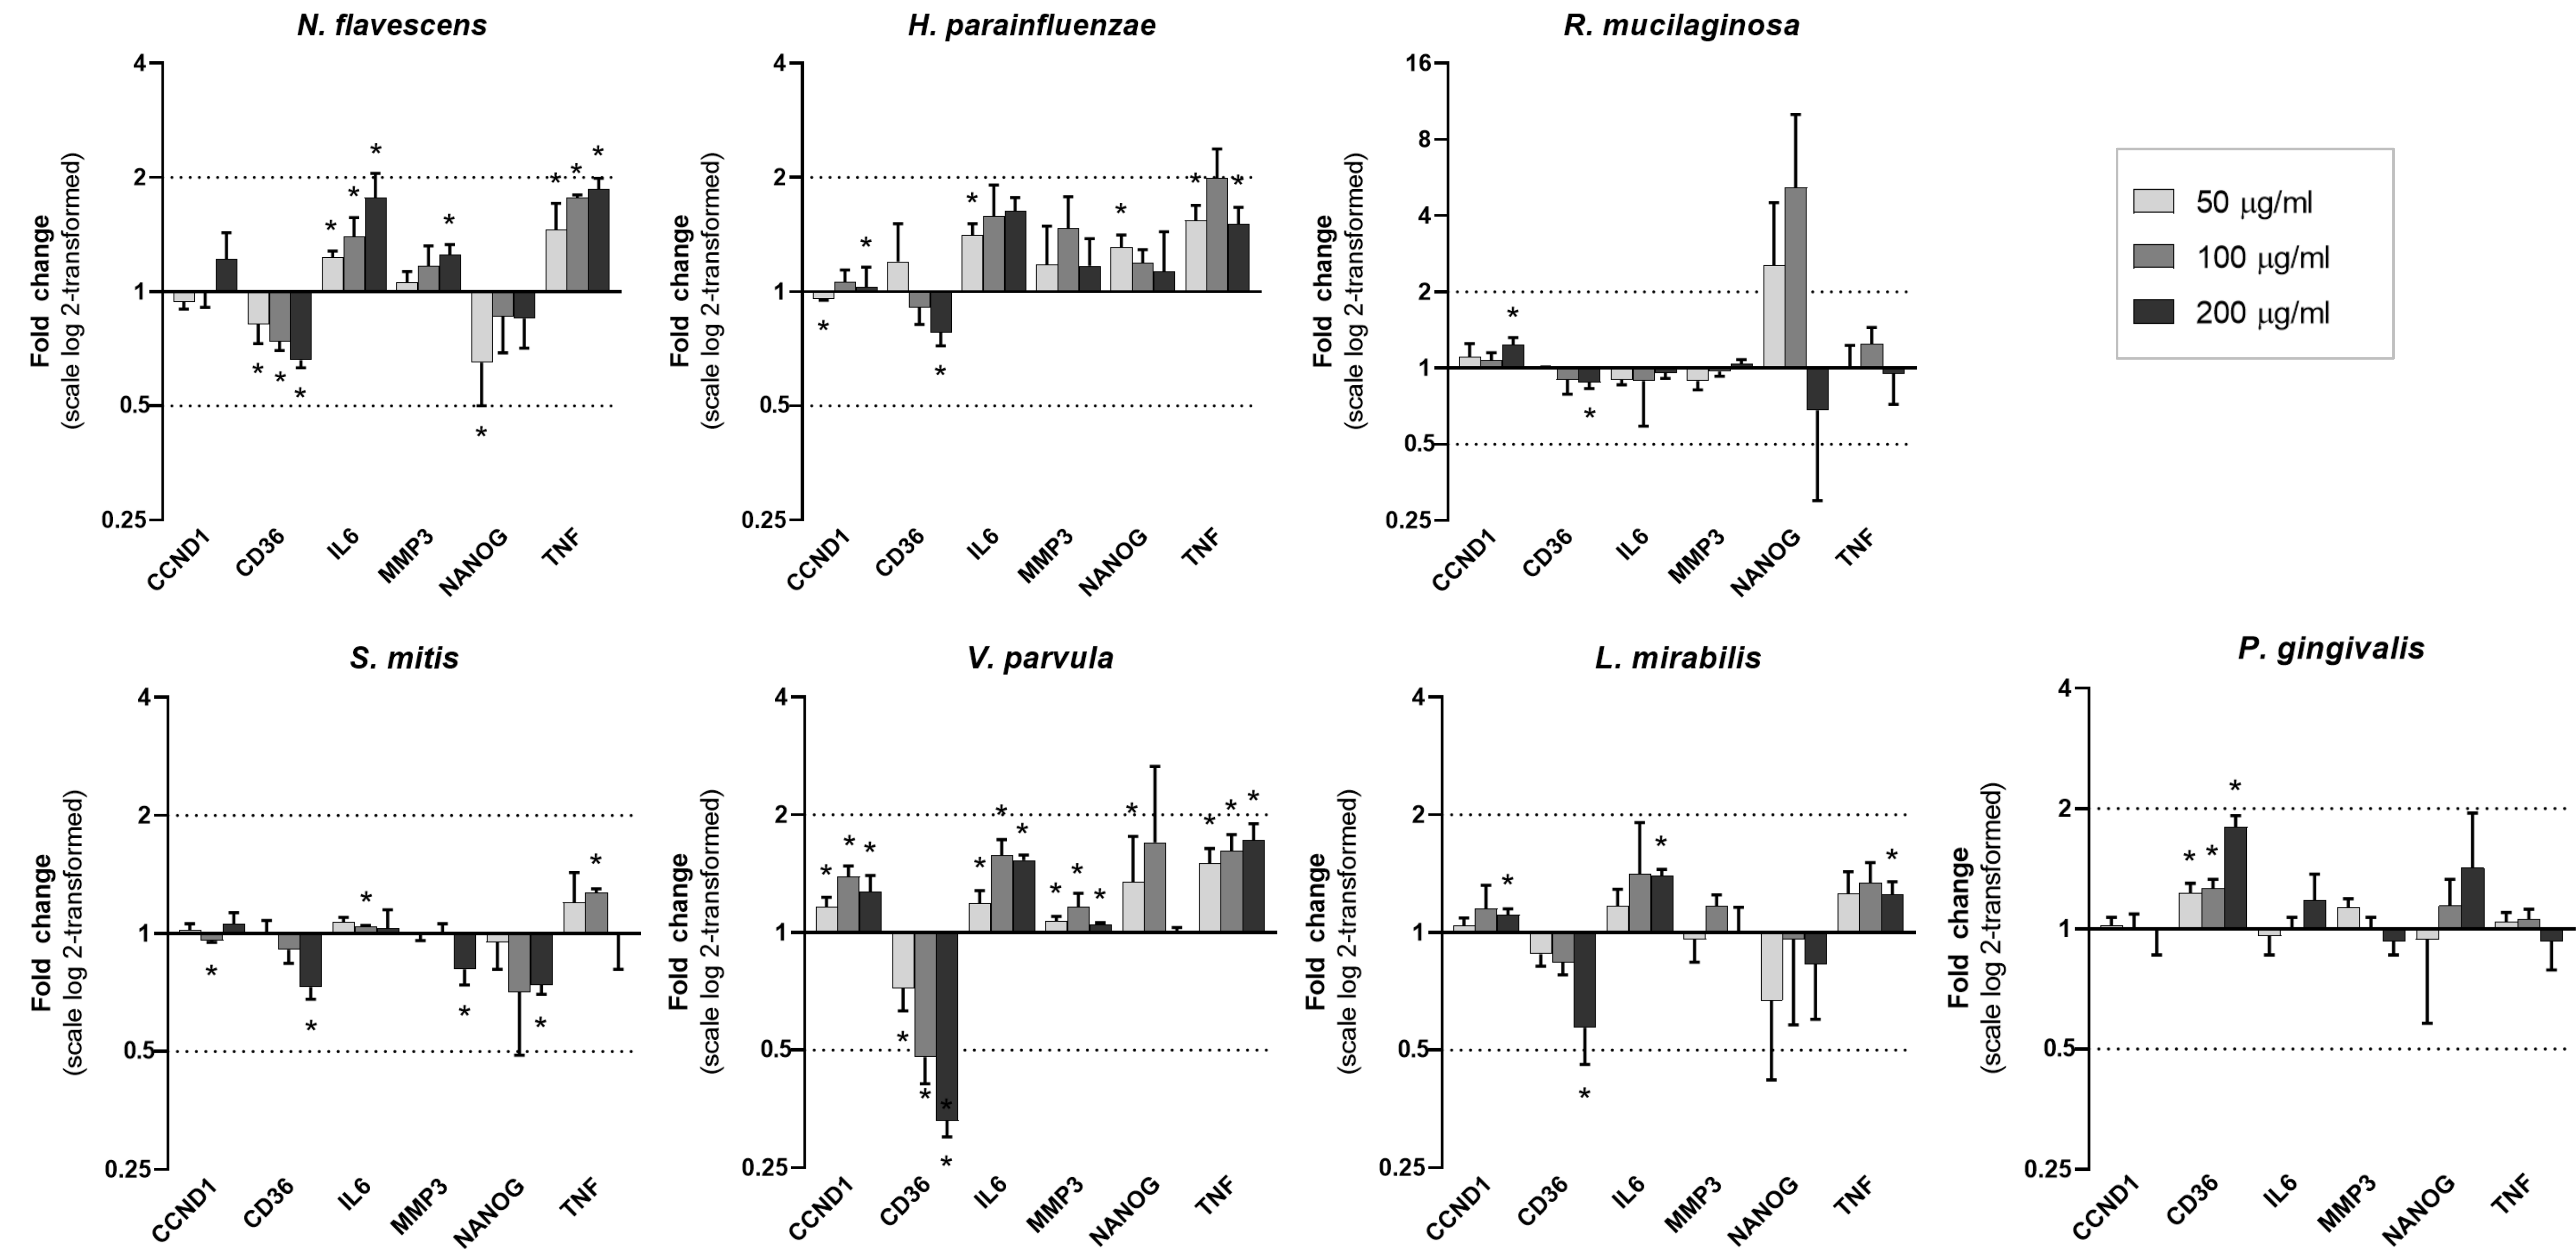 N. flavescens
Fold change
(scale log 2-transformed)
4
2
1
0.5
0.25
CCND1
CD36
IL6
MMP3
NANOG
TNF
* * * * * * * * * * *
H. parainfluenzae
Fold change
(scale log 2-transformed)
4
2
1
0.5
0.25
CCND1
CD36
IL6
MMP3
NANOG
TNF
* * * * * * *
R. mucilaginosa
Fold change
(scale log 2-transformed)
16
8
4
2
1
0.5
0.25
CCND1
CD36
IL6
MMP3
NANOG
TNF
* *
50 μg/ml
100 μg/ml
200 μg/ml
S. mitis
Fold change
(scale log 2-transformed)
4
2
1
0.5
0.25
CCND1
CD36
IL6
MMP3
NANOG
TNF
* * * * * *
V. parvula
Fold change
(scale log 2-transformed)
4
2
1
0.5
0.25
CCND1
CD36
IL6
MMP3
NANOG
TNF
* * * * * * * * * * * * * * * * *
L. mirabilis
Fold change
(scale log 2-transformed)
4
2
1
0.5
0.25
CCND1
CD36
IL6
MMP3
NANOG
TNF
* * * *
P. gingivalis
Fold change
(scale log 2-transformed)
4
2
1
0.5
0.25
CCND1
CD36
IL6
MMP3
NANOG
TNF
* * *